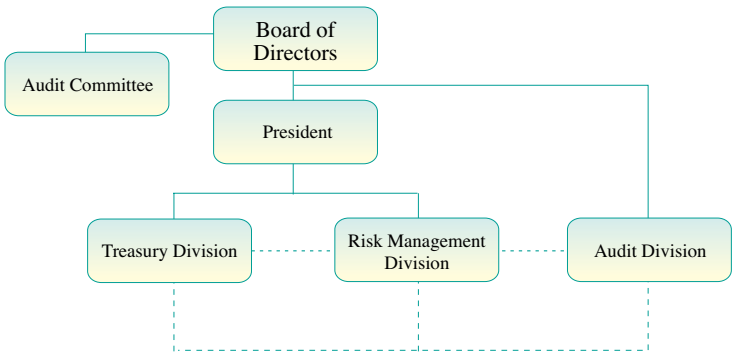 Board of
Directors
Audit Committee
President
Treasury Division
Risk Management
Division
Audit Division